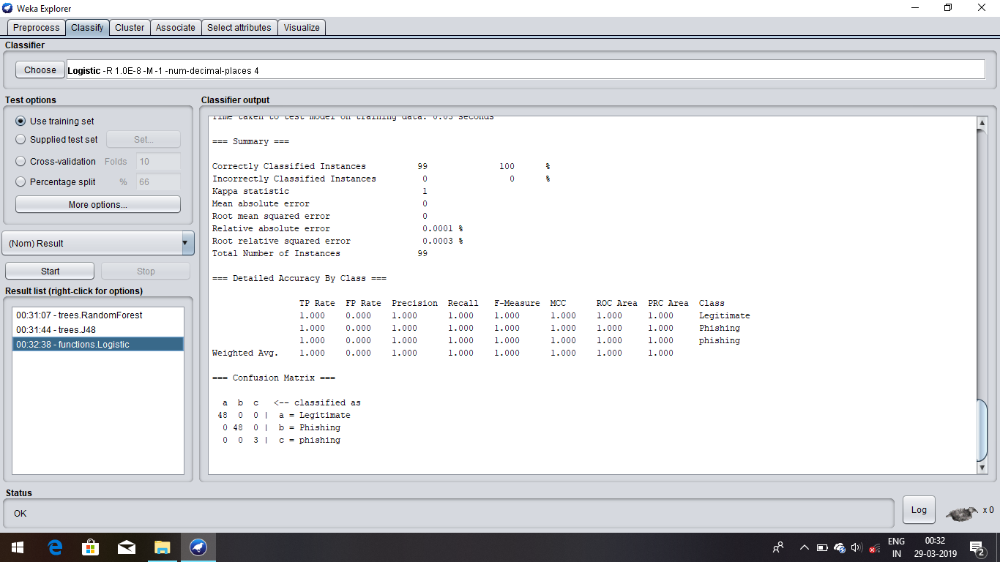 Weka Explorer
Preprocess Classify Cluster Associate Select attributes Visualize
Classifier
Choose Logistic -R 1.0E-8 -M -1 -num-decimal-places 4
Test options
Use training set
Supplied test set Set...
Cross-validation Folds 10
Percentage split % 66
More options...
(Nom) Result
Start Stop
Result list (right-click for options)
00:31:07 - trees.RandomForest
00:31:44 - trees.J48
00:32:38 - functions.Logistic
Classifier output
Time taken to test model on training data: 0.03 seconds
=== Summary ===
Correctly Classified Instances 99 100 %
Incorrectly Classified Instances 0 0 %
Kappa statistic 1
Mean absolute error 0
Root mean squared error 0
Relative absolute error 0.0001 %
Root relative squared error 0.0003 %
Total Number of Instances 99
=== Detailed Accuracy By Class ===
TP Rate FP Rate Precision Recall F-Measure MCC ROC Area PRC Area Class
1.000 0.000 1.000 1.000 1.000 1.000 1.000 1.000 Legitimate
1.000 0.000 1.000 1.000 1.000 1.000 1.000 1.000 Phishing
1.000 0.000 1.000 1.000 1.000 1.000 1.000 1.000 phishing
Weighted Avg. 1.000 0.000 1.000 1.000 1.000 1.000 1.000 1.000
=== Confusion Matrix ===
a b c <-- classified as
48 0 0 | a = Legitimate
0 48 0 | b = Phishing
0 0 3 | c = phishing
Status
OK
Log x 0
ENG
IN
00:32
29-03-2019
2